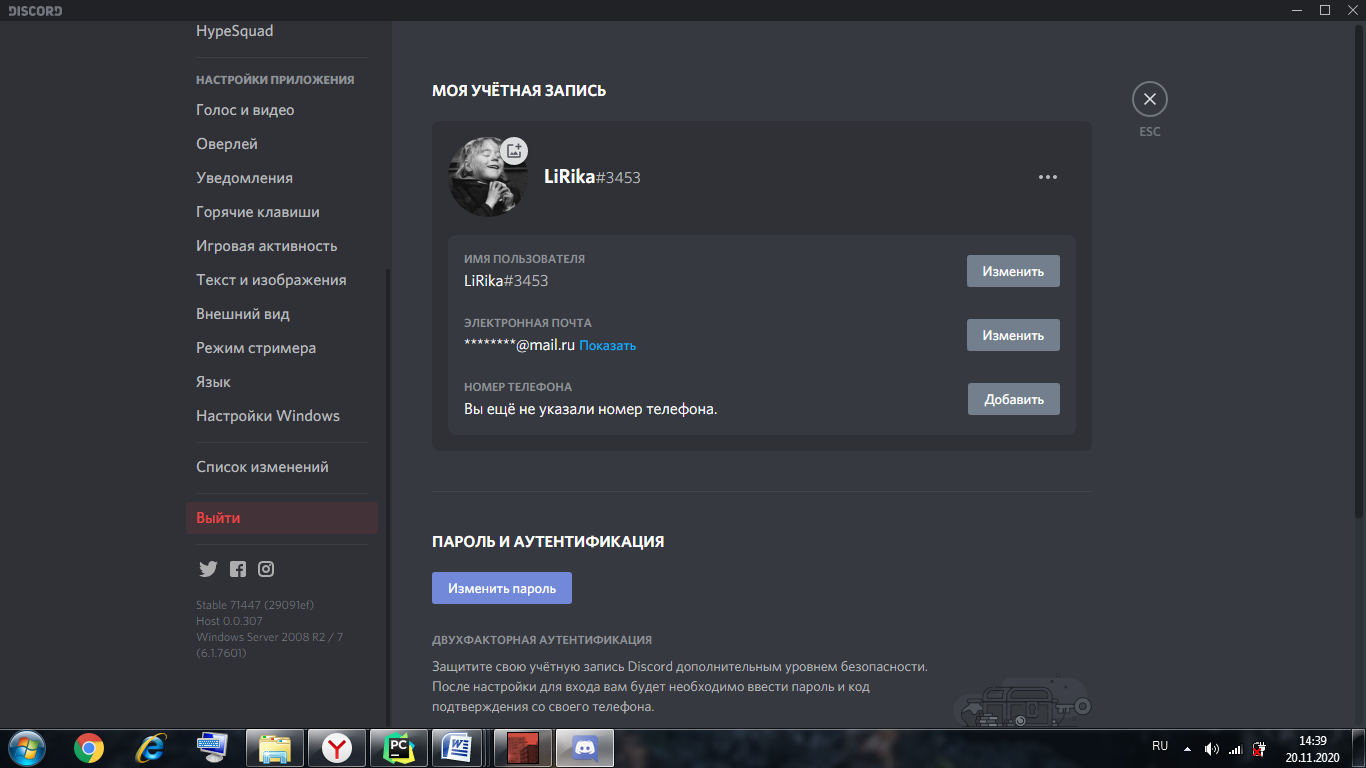 DISCORD
HypeSquad
НАСТРОЙКИ ПРИЛОЖЕНИЯ
Голос и видео
Оверлей
Уведомления
Горячие клавиши
Игровая активность
Текст и изображения
Внешний вид
Режим стримера
Язык
Настройки Windows
Список изменений
Выйти
Stable 71447 (29091ef)
Host 0.0.307
Windows Server 2008 R2 / 7
(6.1.7601)
МОЯ УЧЁТНАЯ ЗАПИСЬ
ESC
LiRika#3453
ИМЯ ПОЛЬЗОВАТЕЛЯ
LiRika#3453
Изменить
ЭЛЕКТРОННАЯ ПОЧТА
********@mail.ru Показать
Изменить
НОМЕР ТЕЛЕФОНА
Вы ещё не указали номер телефона.
Добавить
ПАРОЛЬ И АУТЕНТИФИКАЦИЯ
Изменить пароль
ДВУХФАКТОРНАЯ АУТЕНТИФИКАЦИЯ
Защитите свою учётную запись Discord дополнительным уровнем безопасности.
После настройки для входа вам будет необходимо ввести пароль и код
подтверждения со своего телефона.
PC
RU
14:39
20.11.2020